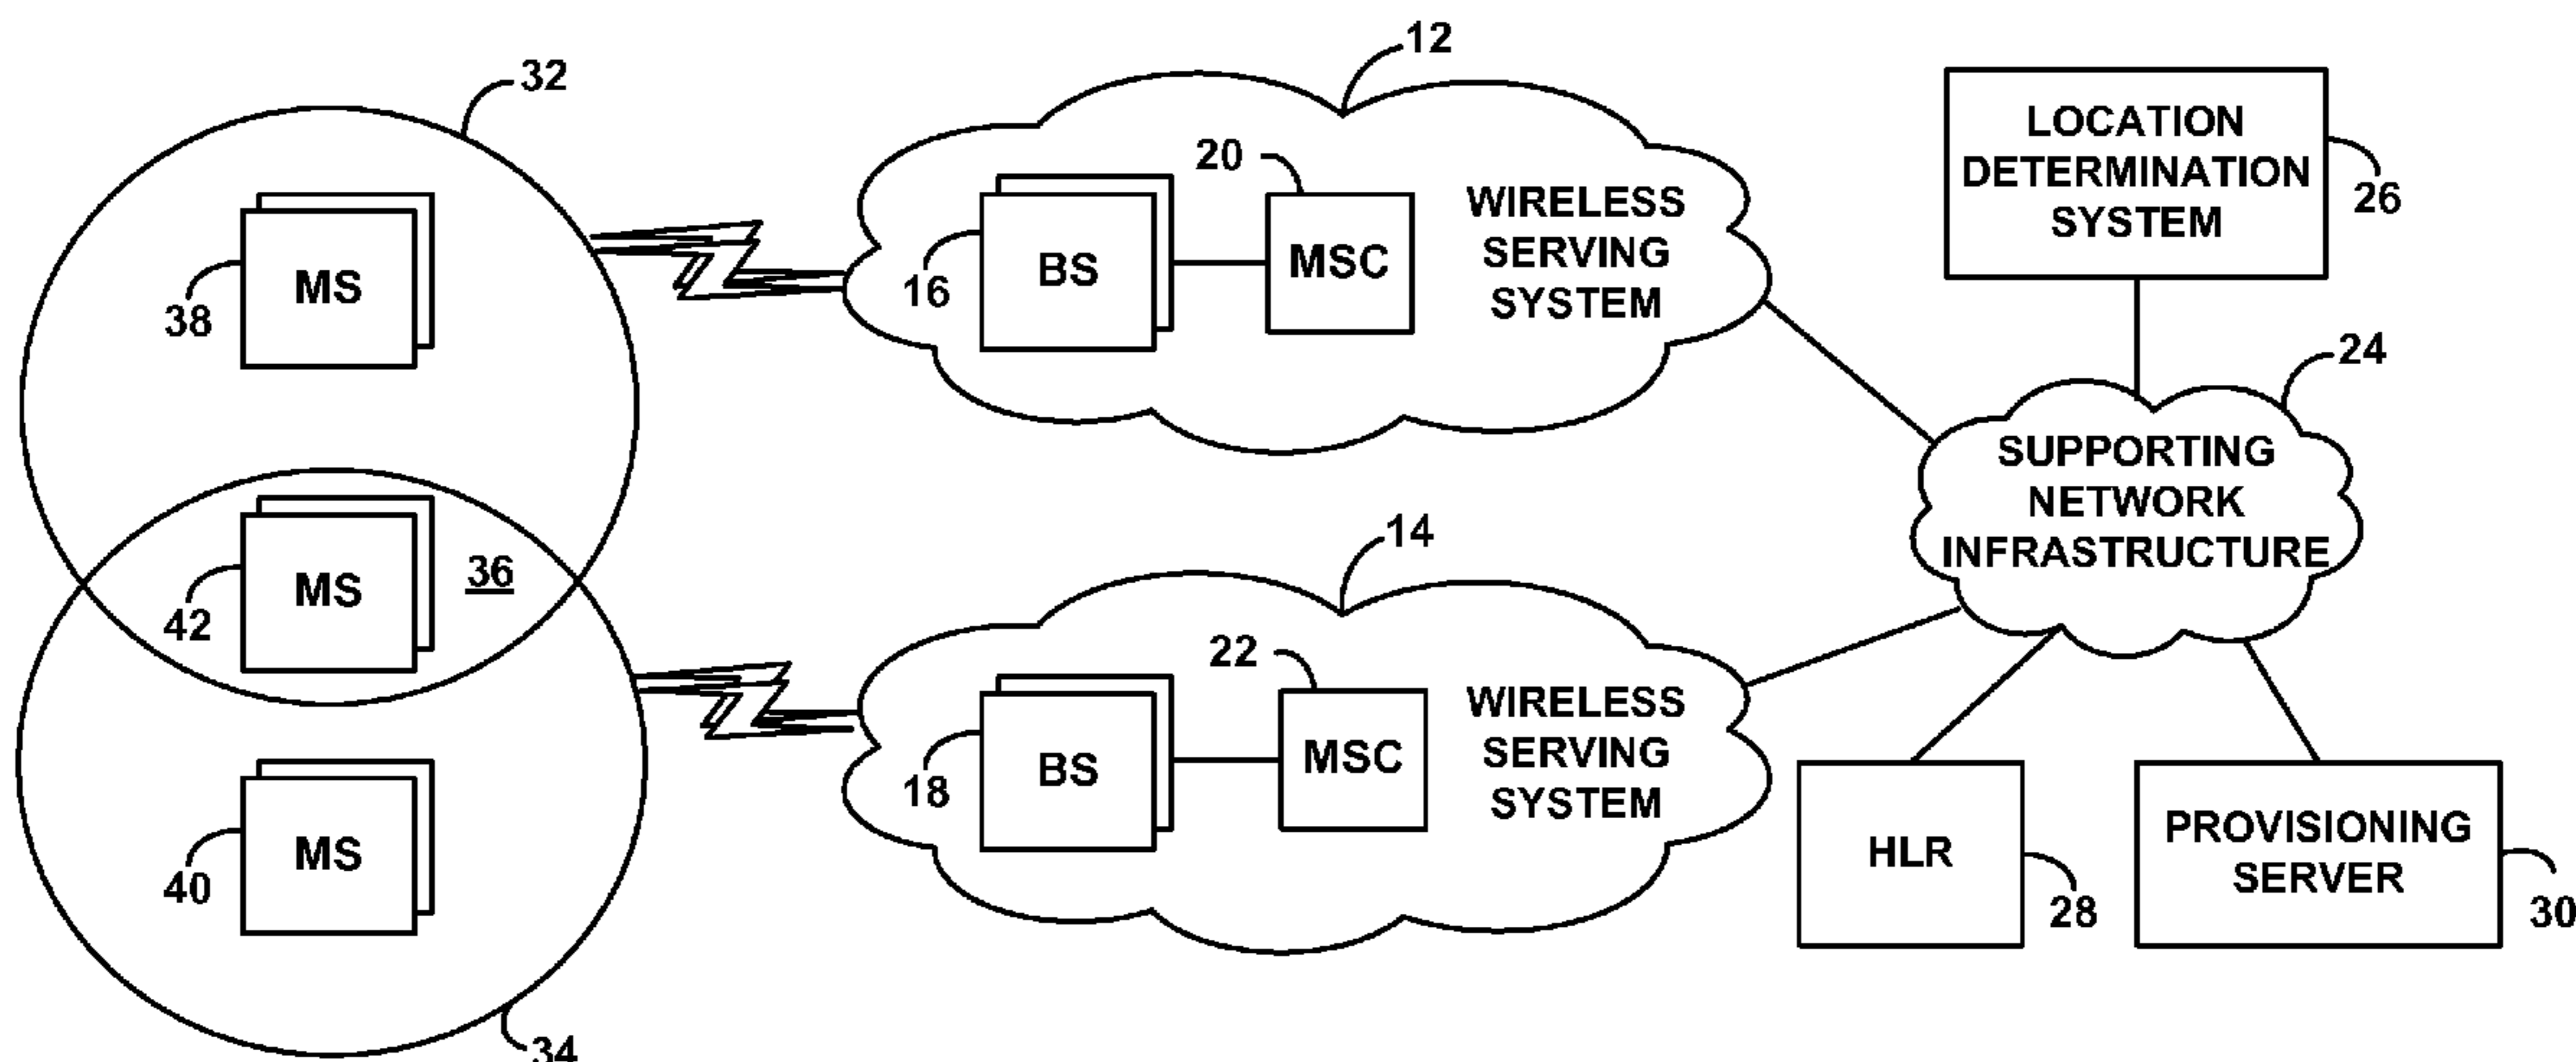 12
32
LOCATION
DETERMINATION
SYSTEM
26
20
WIRELESS
SERVING
SYSTEM
BS
MSC
16
MS
38
24
SUPPORTING
NETWORK
INFRASTRUCTURE
14
36
MS
42
22
WIRELESS
SERVING
SYSTEM
BS
MSC
18
MS
40
HLR
28
PROVISIONING
SERVER
30
34